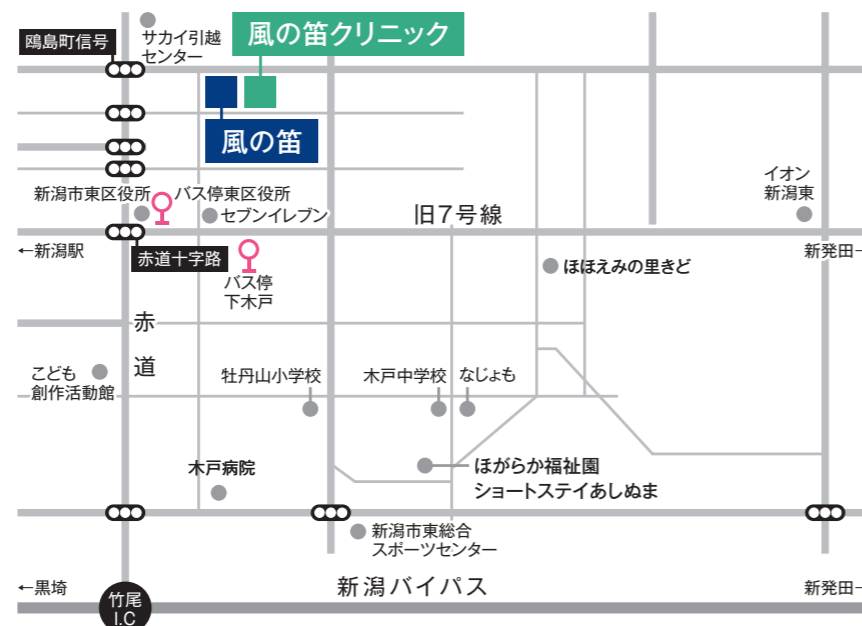 鴎島町信号
サカイ引越
センター
風の笛クリニック
風の笛
新潟市東区役所
バス停東区役所
セブンイレブン
旧7号線
イオン
新潟東
←新潟駅
赤道十字路
新発田→
バス停
下木戸
ほほえみの里きど
赤道
こども
創作活動館
牡丹山小学校
木戸中学校
なじょも
木戸病院
ほがらか福祉園
ショートステイあしぬま
新潟市東総合
スポーツセンター
←黒埼
新潟バイパス
新発田→
竹尾
I.C